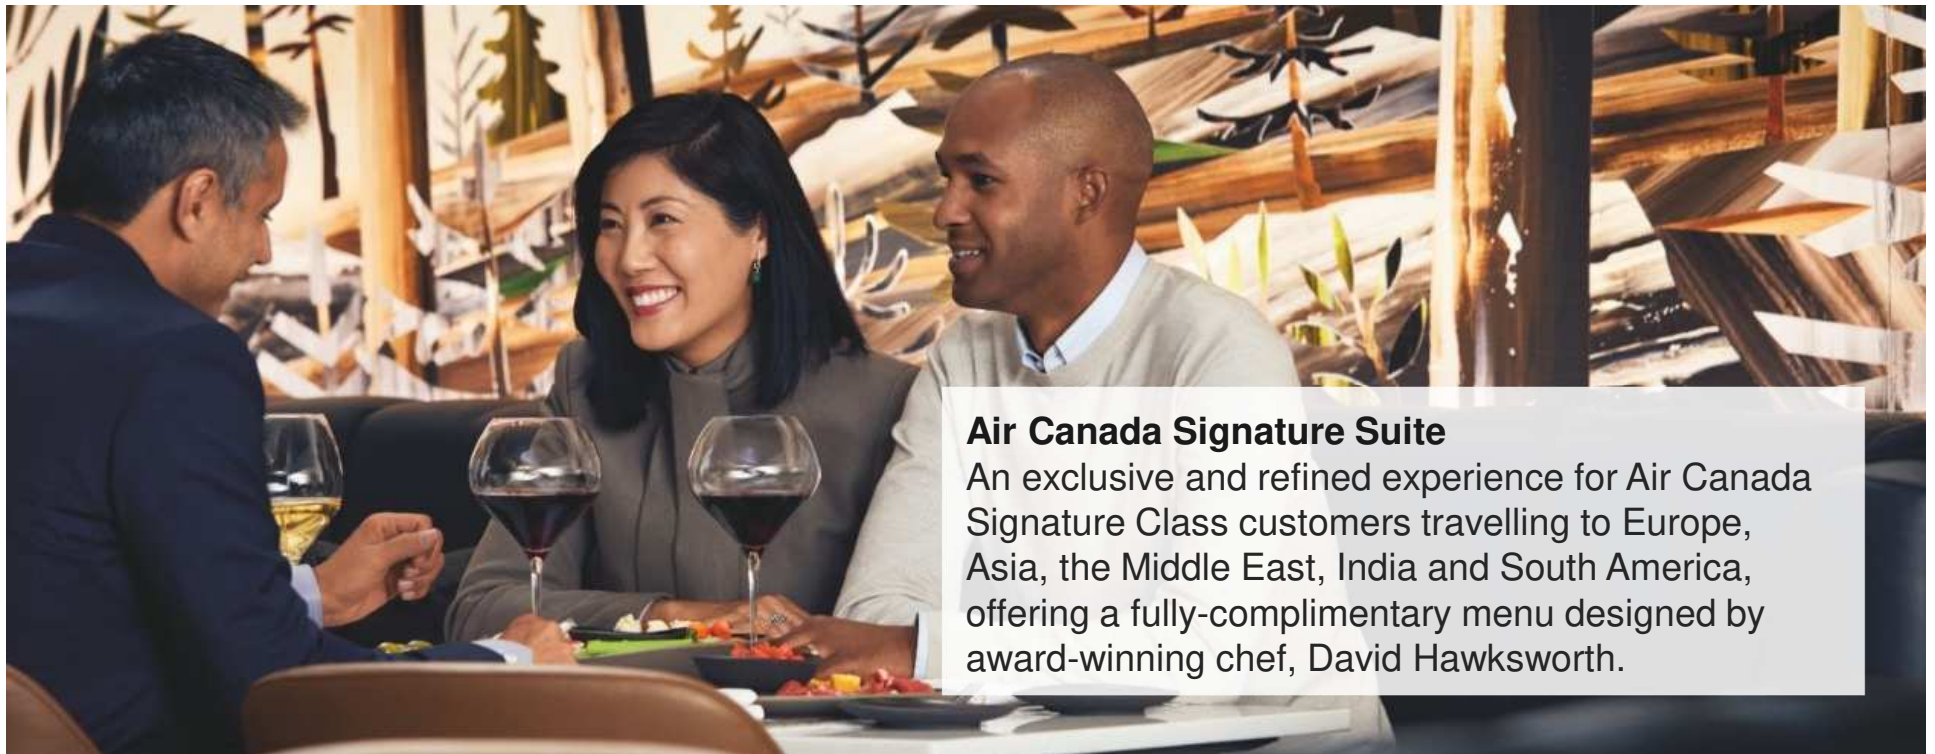 Air Canada Signature Suite
An exclusive and refined experience for Air Canada
Signature Class customers travelling to Europe,
Asia, the Middle East, India and South America,
offering a fully-complimentary menu designed by
award-winning chef, David Hawksworth.